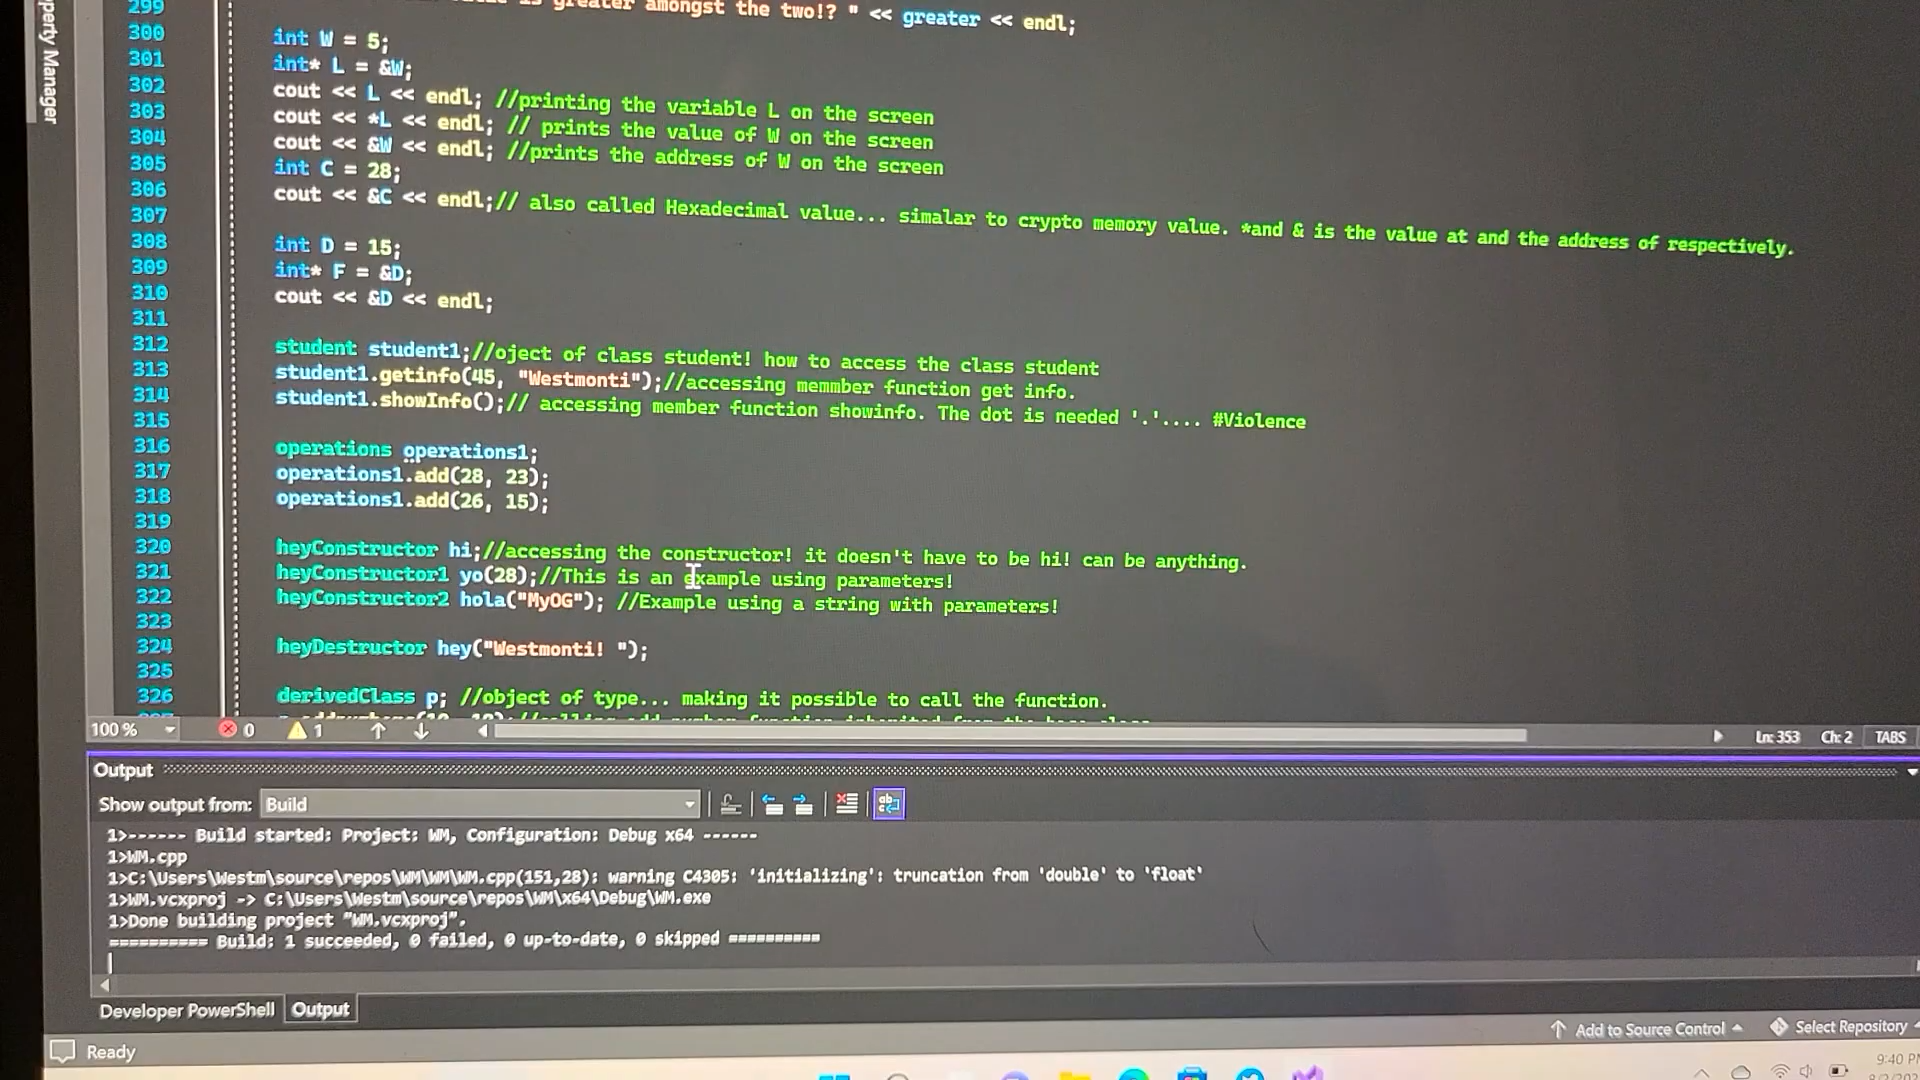 perty Manager
299 is greater amongst the two!? " << greater << endl;
300 int W = 5;
301 int* L = &W;
302 cout << L << endl; //printing the variable L on the screen
303 cout << *L << endl; // prints the value of W on the screen
304 cout << &W << endl; //prints the address of W on the screen
305 int C = 28;
306 cout << &C << endl;// also called Hexadecimal value... simalar to crypto memory value. *and & is the value at and the address of respectively.
307
308 int D = 15;
309 int* F = &D;
310 cout << &D << endl;
311
312 student student1;//oject of class student! how to access the class student
313 student1.getinfo(45, "Westmonti");//accessing memmber function get info.
314 student1.showInfo();// accessing member function showinfo. The dot is needed '.'.... #Violence
315
316 operations operations1;
317 operations1.add(28, 23);
318 operations1.add(26, 15);
319
320 heyConstructor hi;//accessing the constructor! it doesn't have to be hi! can be anything.
321 heyConstructor1 yo(28);//This is an example using parameters!
322 heyConstructor2 hola("MyOG"); //Example using a string with parameters!
323
324 heyDestructor hey("Westmonti! ");
325
326 derivedClass p; //object of type... making it possible to call the function.
100 % 0 1 Ln: 353 Ch: 2 TABS
Output
Show output from: Build
1>------ Build started: Project: WM, Configuration: Debug x64 ------
1>WM.cpp
1>C:\Users\Westm\source\repos\WM\WM\WM.cpp(151,28): warning C4305: 'initializing': truncation from 'double' to 'float'
1>WM.vcxproj -> C:\Users\Westm\source\repos\WM\x64\Debug\WM.exe
1>Done building project "WM.vcxproj".
========== Build: 1 succeeded, 0 failed, 0 up-to-date, 0 skipped ==========
Developer PowerShell Output
Add to Source Control Select Repository
Ready
9:40 PM